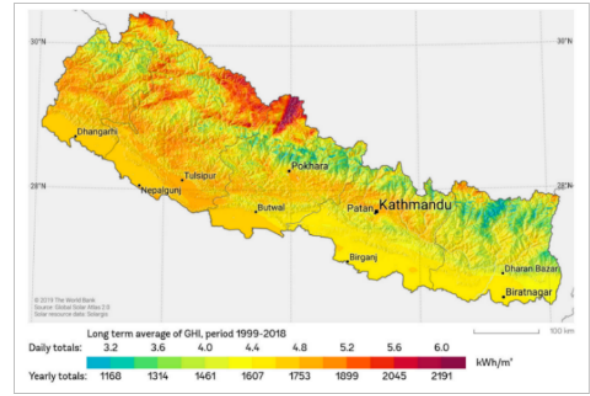 30°N 30°N
Dhangarhi
Pokhara
Tulsipur
28°N 28°N
Nepalgunj
Butwal Patan Kathmandu
Birganj
Dharan Bazar
Biratnagar
© 2019 The World Bank
Source: Global Solar Atlas 2.0
Solar resource data: Solargis
100 km
Long term average of GHI, period 1999-2018
Daily totals: 3.2 3.6 4.0 4.4 4.8 5.2 5.6 6.0
kWh/m²
Yearly totals: 1168 1314 1461 1607 1753 1899 2045 2191